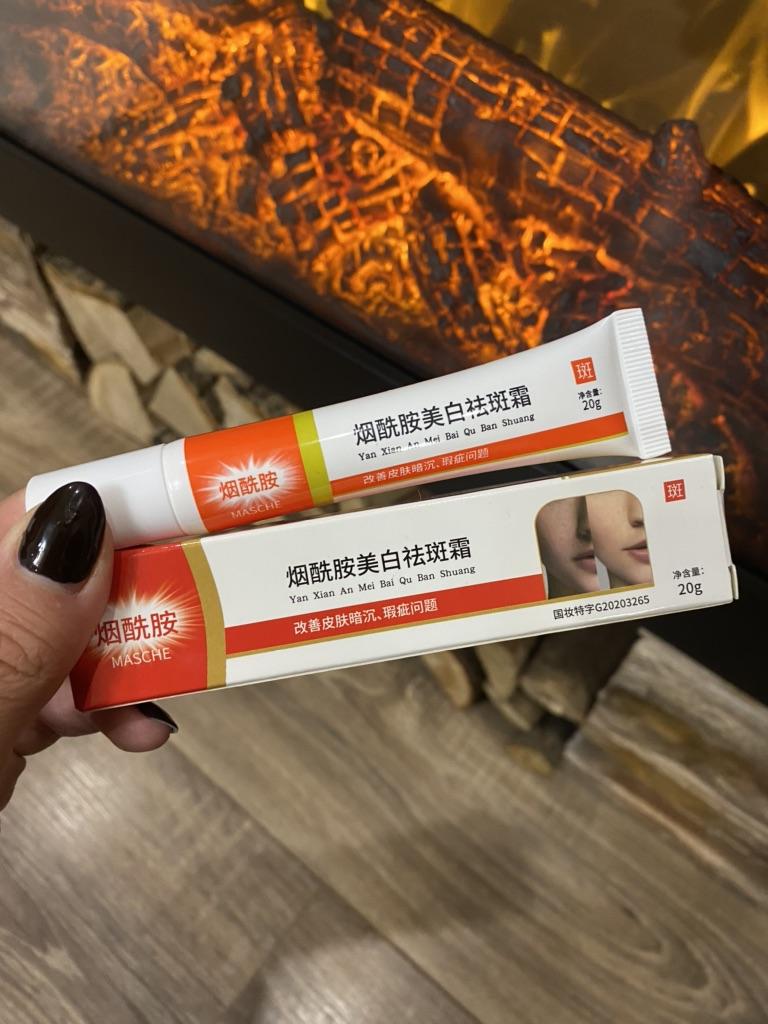 斑
净含量:
20g
烟酰胺美白祛斑霜
Yan Xian An Mei Bai Qu Ban Shuang
改善皮肤暗沉、瑕疵问题
烟酰胺
MASCHE
斑
净含量:
20g
烟酰胺美白祛斑霜
Yan Xian An Mei Bai Qu Ban Shuang
改善皮肤暗沉、瑕疵问题
国妆特字G20203265
烟酰胺
MASCHE